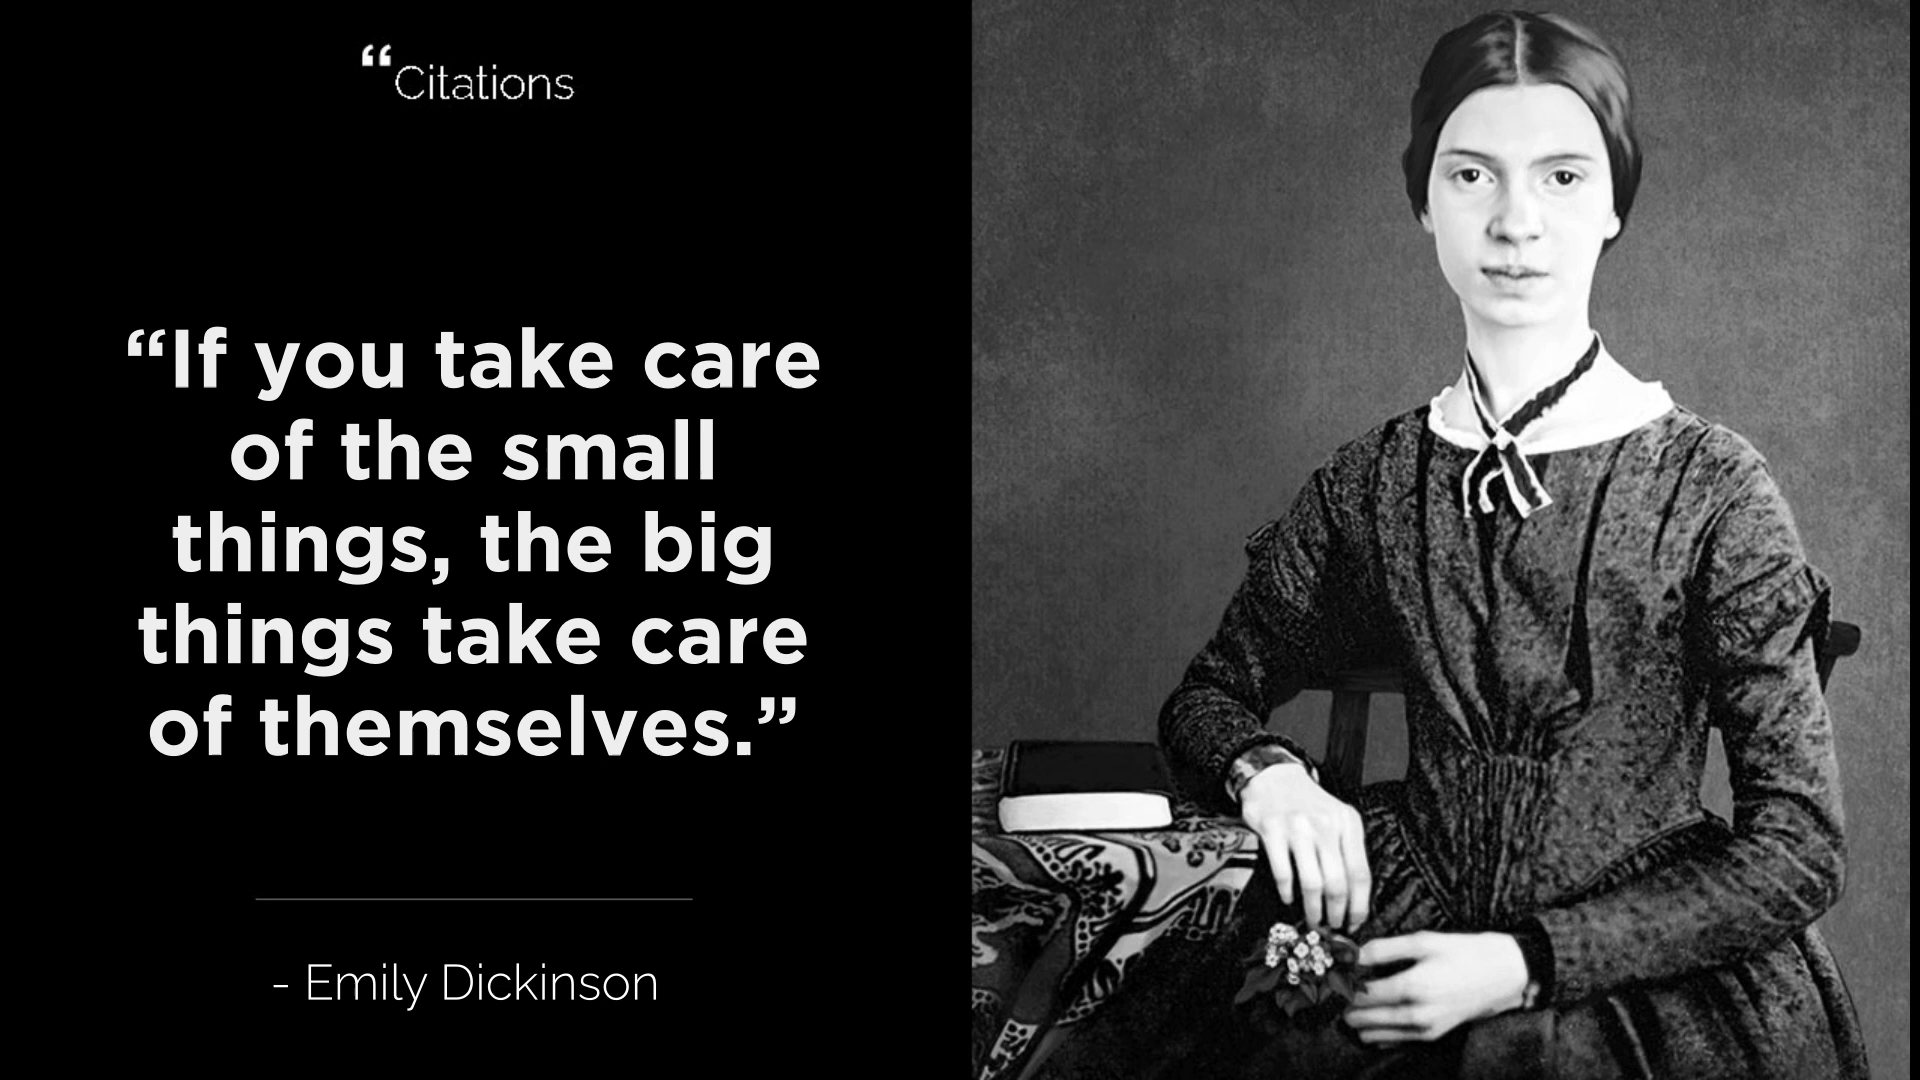 “Citations
“If you take care
of the small
things, the big
things take care
of themselves.”
- Emily Dickinson